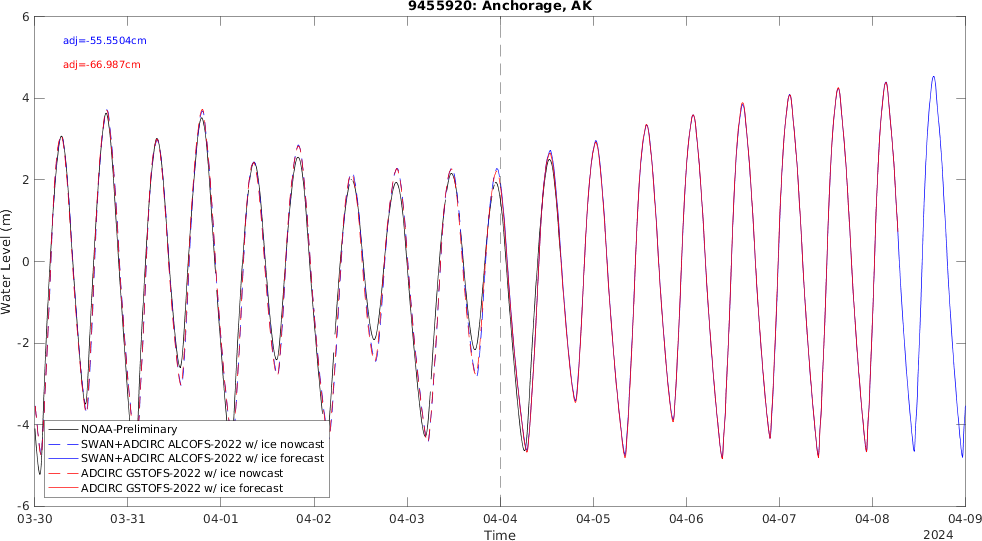 9455920: Anchorage, AK
adj=-55.5504cm
adj=-66.987cm
Water Level (m)
6
4
2
0
-2
-4
-6
NOAA-Preliminary
SWAN+ADCIRC ALCOFS-2022 w/ ice nowcast
SWAN+ADCIRC ALCOFS-2022 w/ ice forecast
ADCIRC GSTOFS-2022 w/ ice nowcast
ADCIRC GSTOFS-2022 w/ ice forecast
03-30 03-31 04-01 04-02 04-03 04-04 04-05 04-06 04-07 04-08 04-09
Time
2024